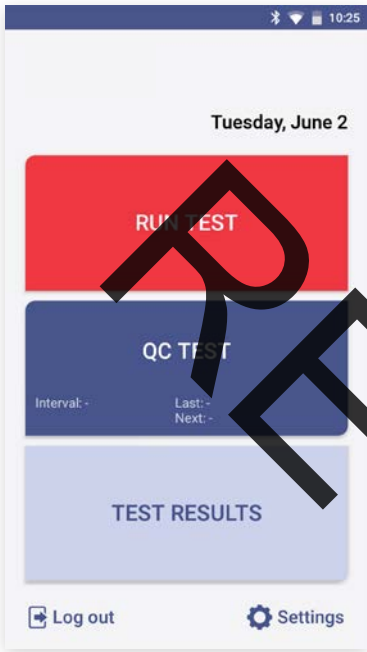 10:25
Tuesday, June 2
RUN TEST
QC TEST
Interval: -
Last: -
Next: -
TEST RESULTS
Log out
Settings